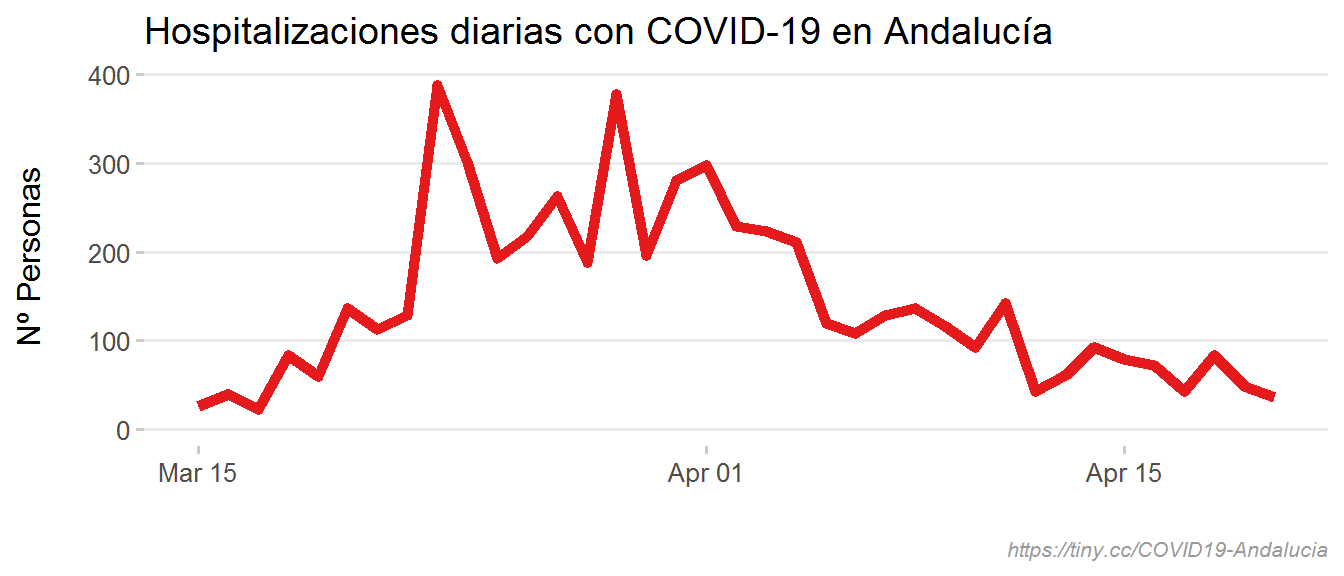 Hospitalizaciones diarias con COVID-19 en Andalucía
Nº Personas
400
300
200
100
0
Mar 15
Apr 01
Apr 15
https://tiny.cc/COVID19-Andalucia